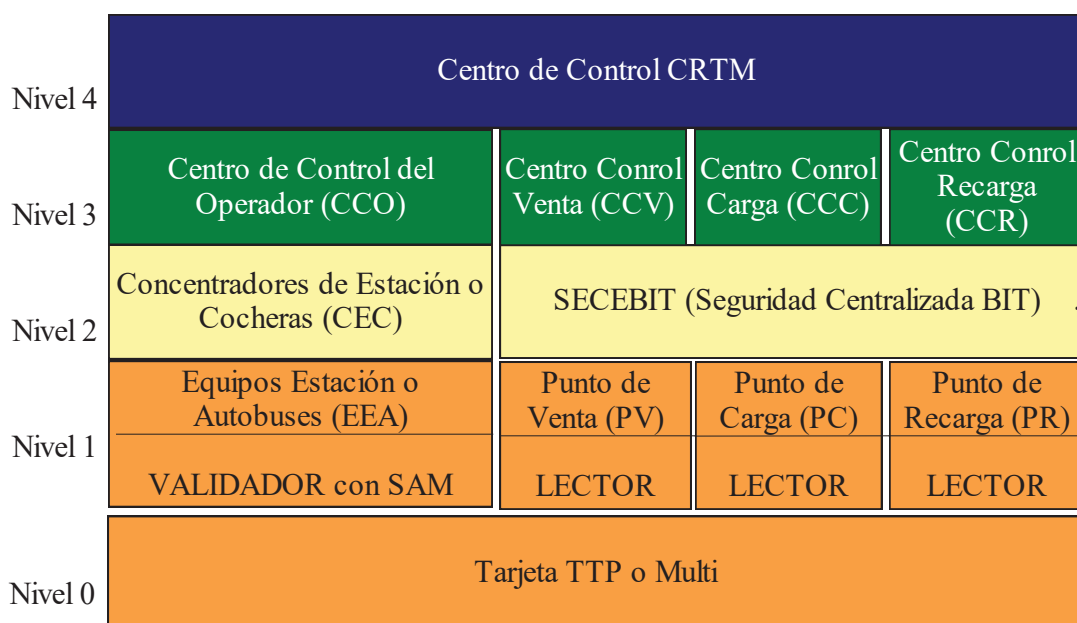 Nivel 4
Centro de Control CRTM
Nivel 3
Centro de Control del
Operador (CCO)
Centro Conrol
Venta (CCV)
Centro Conrol
Carga (CCC)
Centro Conrol
Recarga
(CCR)
Nivel 2
Concentradores de Estación o
Cocheras (CEC)
SECEBIT (Seguridad Centralizada BIT)
.
Nivel 1
Equipos Estación o
Autobuses (EEA)
VALIDADOR con SAM
Punto de
Venta (PV)
LECTOR
Punto de
Carga (PC)
LECTOR
Punto de
Recarga (PR)
LECTOR
Nivel 0
Tarjeta TTP o Multi